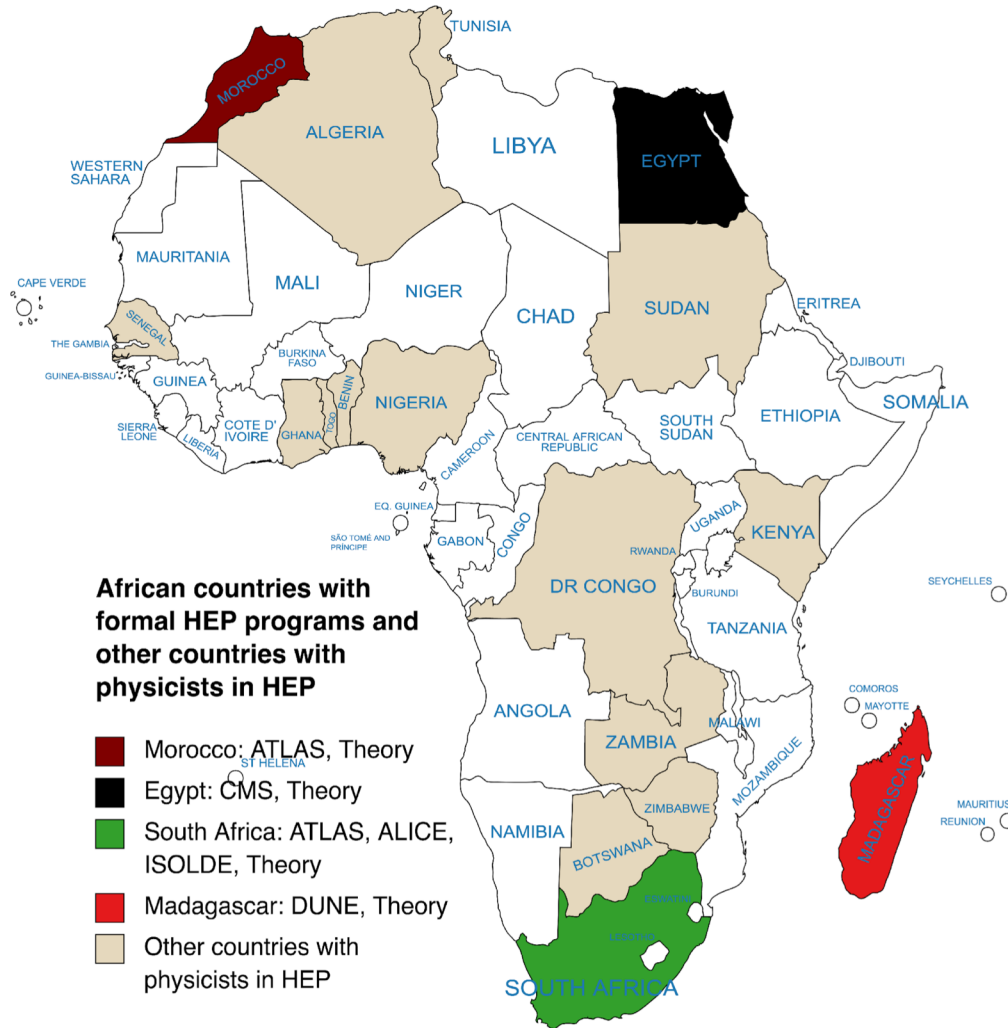 TUNISIA
MOROCCO
ALGERIA
LIBYA
EGYPT
WESTERN
SAHARA
MAURITANIA
MALI
NIGER
CHAD
SUDAN
ERITREA
CAPE VERDE
SENEGAL
THE GAMBIA
GUINEA-BISSAU
GUINEA
BURKINA
FASO
BENIN
TOGO
NIGERIA
DJIBOUTI
SOMALIA
ETHIOPIA
SOUTH
SUDAN
CENTRAL AFRICAN
REPUBLIC
CAMEROON
SIERRA
LEONE
LIBERIA
COTE D'
IVOIRE
GHANA
EQ. GUINEA
SÃO TOMÉ AND
PRÍNCIPE
GABON
CONGO
DR CONGO
UGANDA
KENYA
RWANDA
BURUNDI
TANZANIA
SEYCHELLES
COMOROS
MAYOTTE
ANGOLA
ZAMBIA
MALAWI
MOZAMBIQUE
ZIMBABWE
ST HELENA
NAMIBIA
BOTSWANA
MADAGASCAR
MAURITIUS
REUNION
ESWATINI
LESOTHO
SOUTH AFRICA
African countries with
formal HEP programs and
other countries with
physicists in HEP
Morocco: ATLAS, Theory
Egypt: CMS, Theory
South Africa: ATLAS, ALICE,
ISOLDE, Theory
Madagascar: DUNE, Theory
Other countries with
physicists in HEP